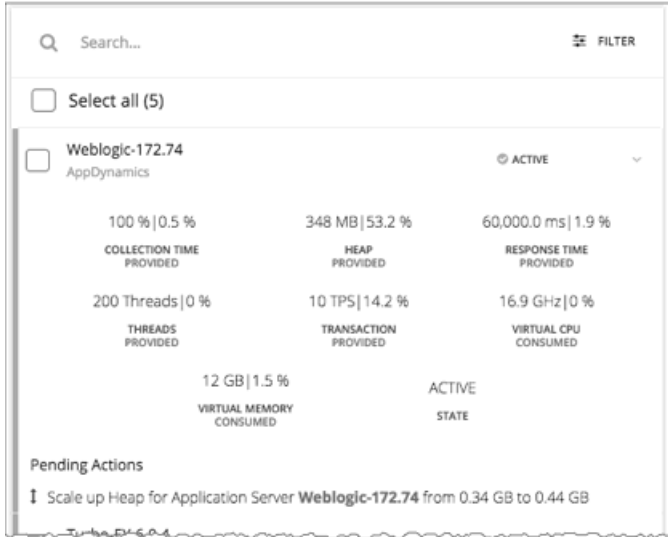 Search...
FILTER
Select all (5)
Weblogic-172.74
AppDynamics
ACTIVE
100 %|0.5 %
348 MB|53.2 %
60,000.0 ms|1.9 %
COLLECTION TIME
HEAP
RESPONSE TIME
PROVIDED
PROVIDED
PROVIDED
200 Threads|0 %
10 TPS|14.2 %
16.9 GHz|0 %
THREADS
TRANSACTION
VIRTUAL CPU
PROVIDED
PROVIDED
CONSUMED
12 GB|1.5 %
ACTIVE
VIRTUAL MEMORY
STATE
CONSUMED
Pending Actions
Scale up Heap for Application Server Weblogic-172.74 from 0.34 GB to 0.44 GB